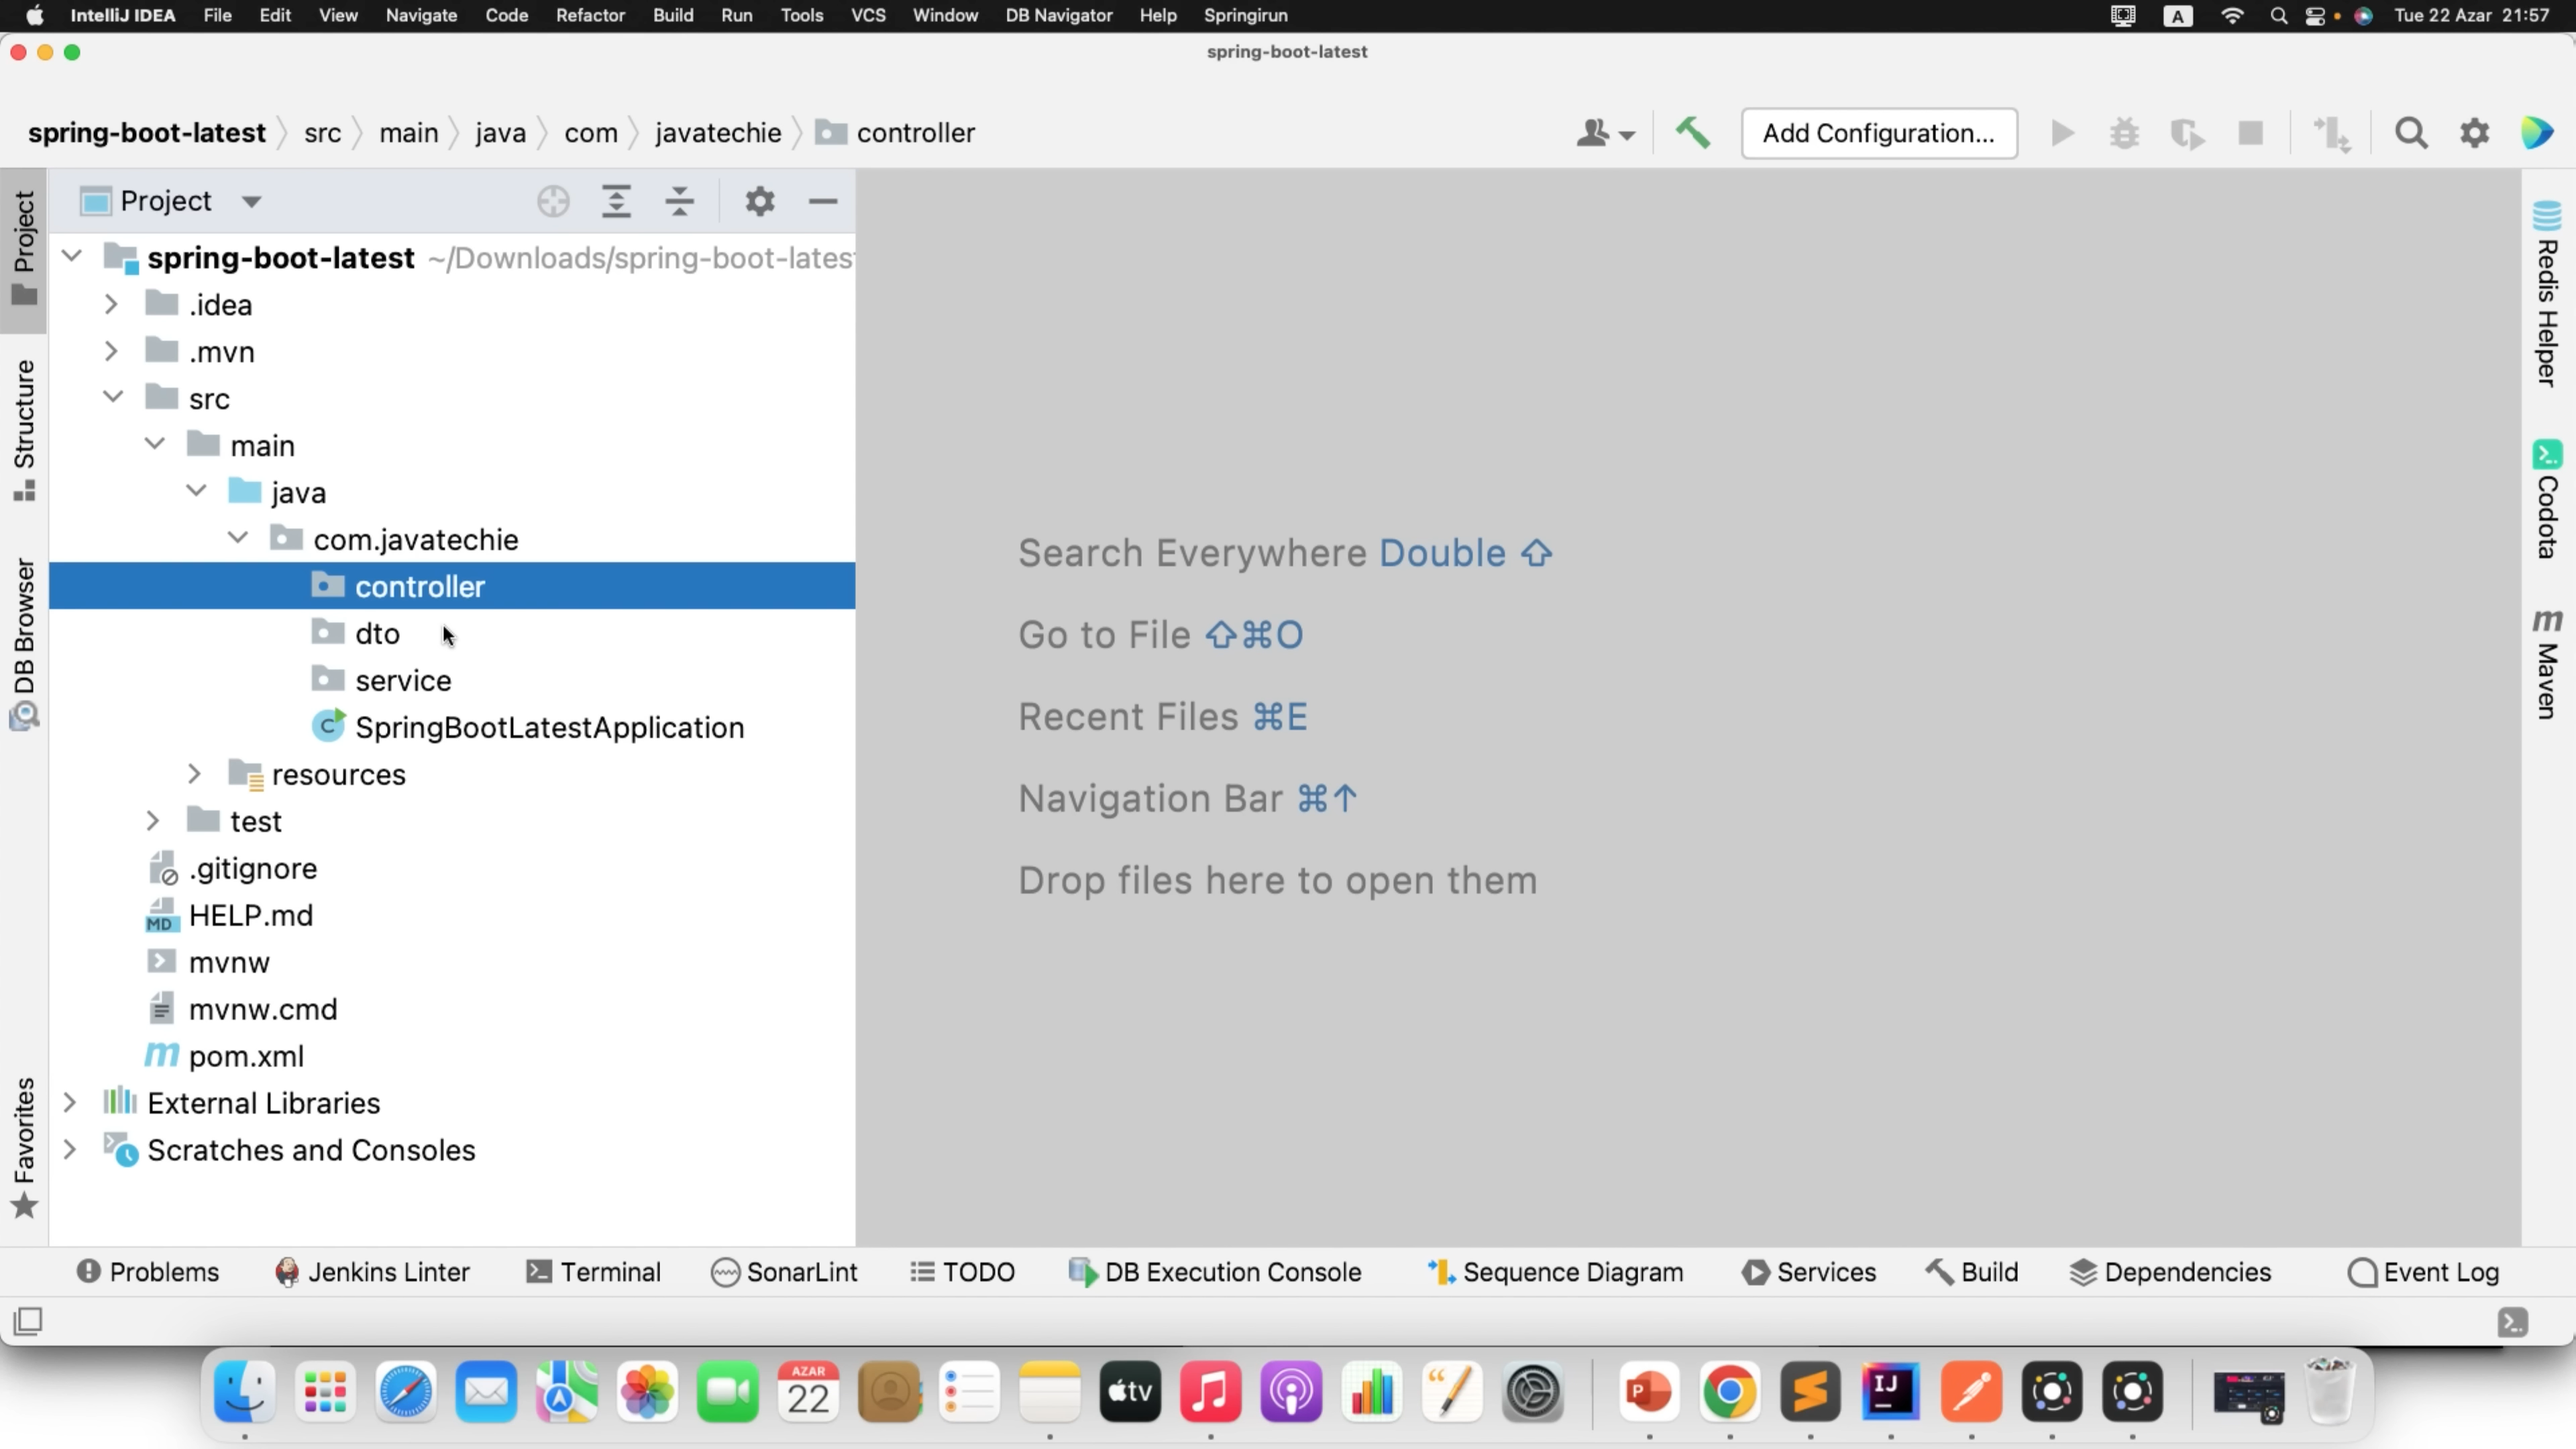 IntelliJ IDEA File Edit View Navigate Code Refactor Build Run Tools VCS Window DB Navigator Help Springirun A Tue 22 Azar 21:57
spring-boot-latest
spring-boot-latest src main java com javatechie controller Add Configuration...
Project
spring-boot-latest ~/Downloads/spring-boot-lates
.idea
.mvn
src
main
java
com.javatechie
controller
dto
service
SpringBootLatestApplication
resources
test
.gitignore
HELP.md
mvnw
mvnw.cmd
pom.xml
External Libraries
Scratches and Consoles
Project
Structure
DB Browser
Favorites
Search Everywhere Double ⇧
Go to File ⇧⌘O
Recent Files ⌘E
Navigation Bar ⌘↑
Drop files here to open them
Redis Helper
Codota
Maven
Problems Jenkins Linter Terminal SonarLint TODO DB Execution Console Sequence Diagram Services Build Dependencies Event Log
AZAR
22
tv
P
IJ